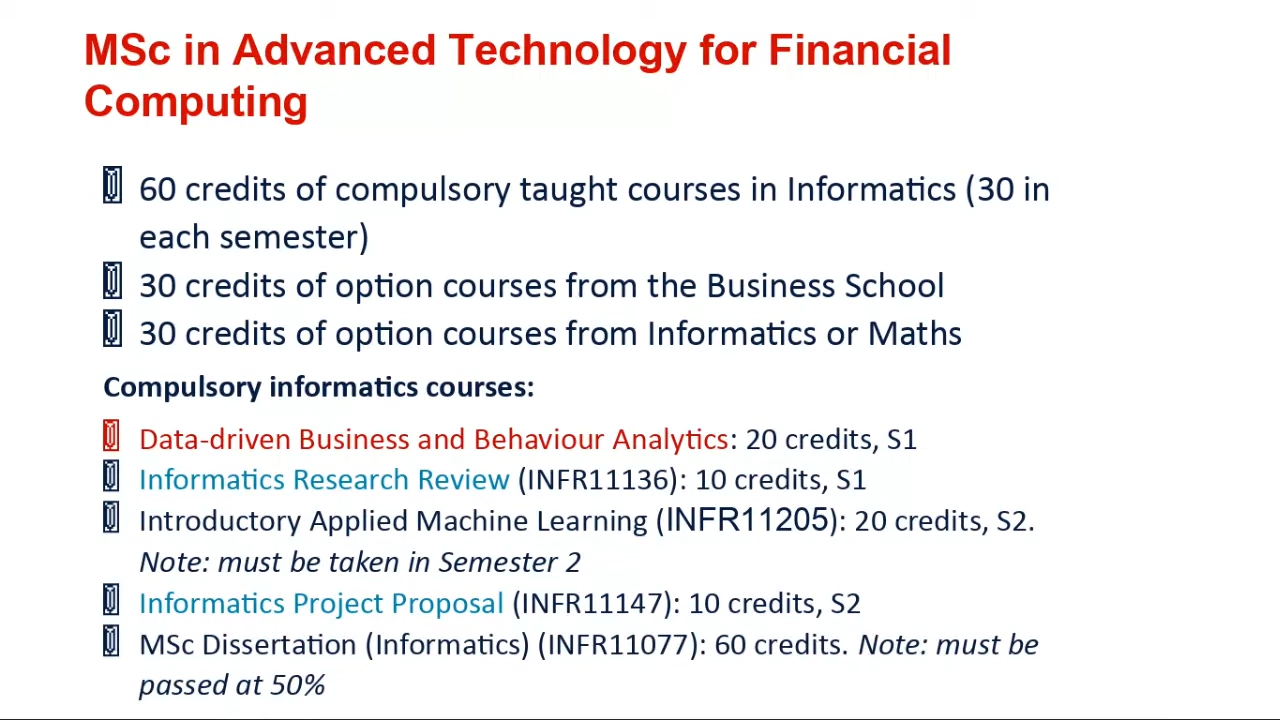 MSc in Advanced Technology for Financial
Computing
60 credits of compulsory taught courses in Informatics (30 in
each semester)
30 credits of option courses from the Business School
30 credits of option courses from Informatics or Maths
Compulsory informatics courses:
Data-driven Business and Behaviour Analytics: 20 credits, S1
Informatics Research Review (INFR11136): 10 credits, S1
Introductory Applied Machine Learning (INFR11205): 20 credits, S2.
Note: must be taken in Semester 2
Informatics Project Proposal (INFR11147): 10 credits, S2
MSc Dissertation (Informatics) (INFR11077): 60 credits. Note: must be
passed at 50%